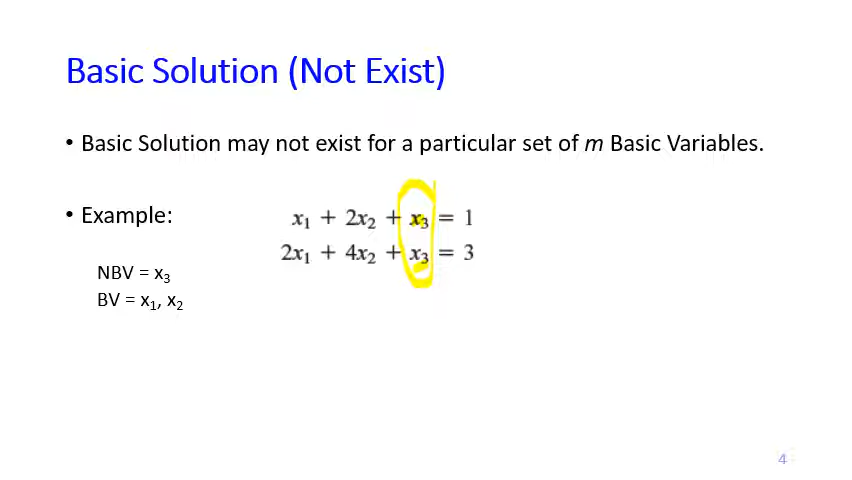 Basic Solution (Not Exist)
• Basic Solution may not exist for a particular set of m Basic Variables.
• Example:
x₁ + 2x₂ + x₃ = 1
2x₁ + 4x₂ + x₃ = 3
NBV = x₃
BV = x₁, x₂
4